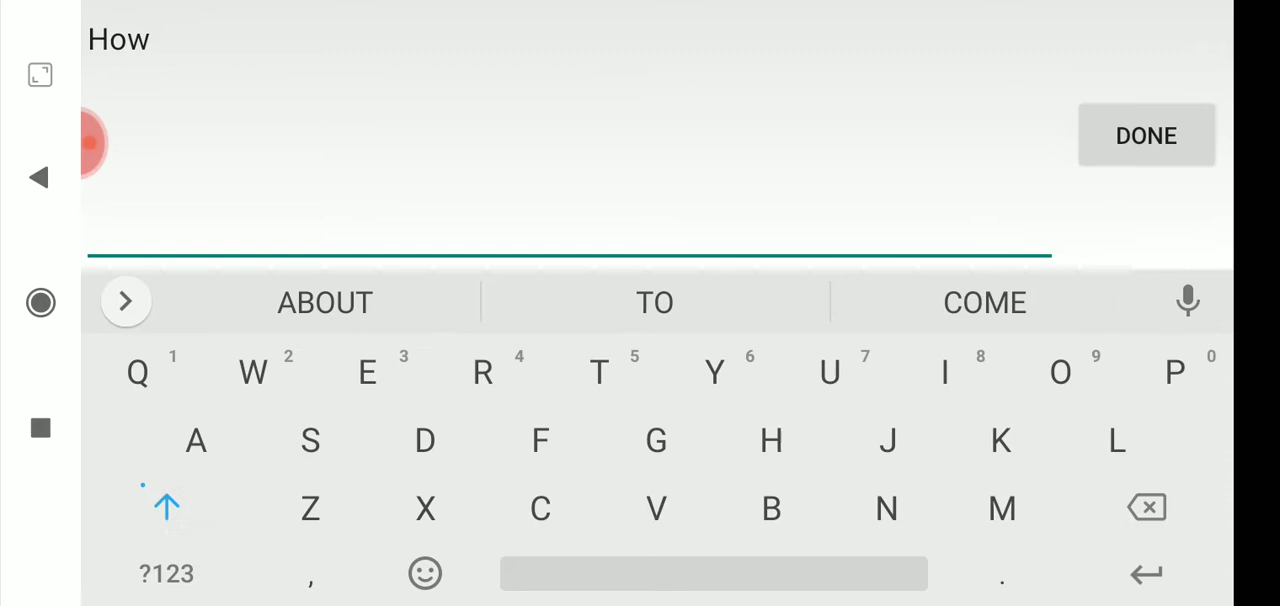 How
DONE
ABOUT TO COME
Q 1 W 2 E 3 R 4 T 5 Y 6 U 7 I 8 O 9 P 0
A S D F G H J K L
Z X C V B N M
?123 , .